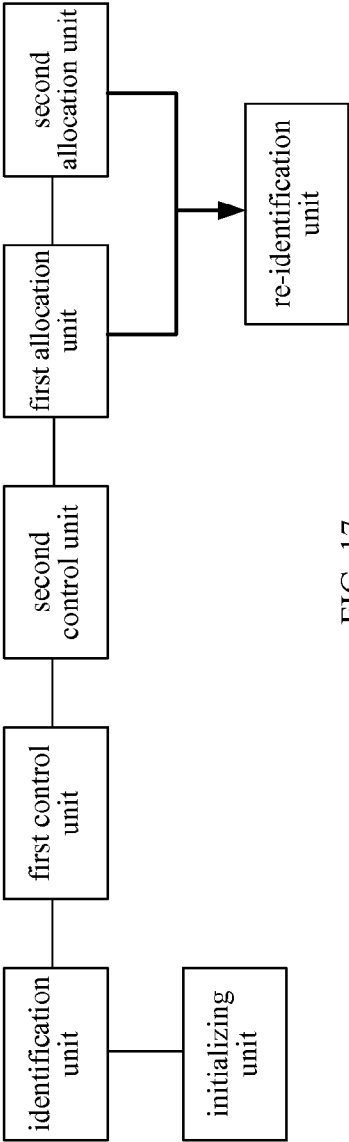 identification
unit
first control
unit
second
control unit
first allocation
unit
second
allocation unit
initializing
unit
re-identification
unit
FIG. 17